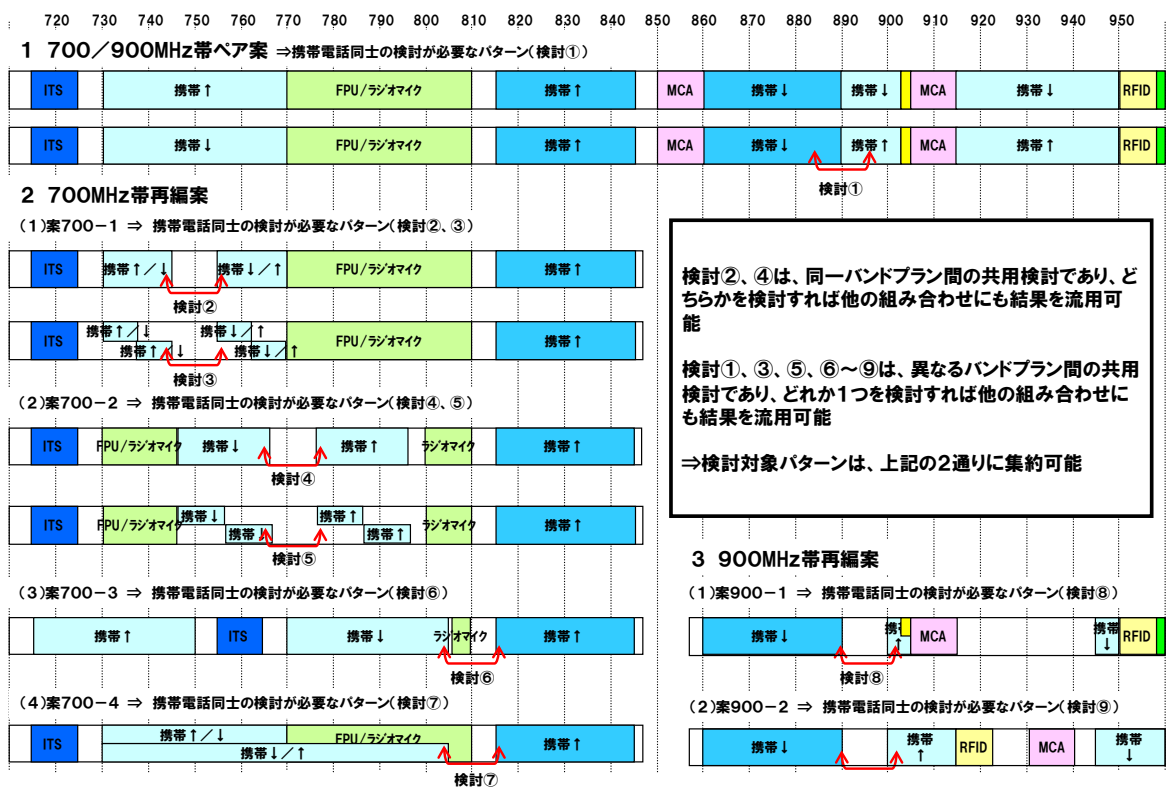 720 730 740 750 760 770 780 790 800 810 820 830 840 850 860 870 880 890 900 910 920 930 940 950
1 700／900MHz帯ペア案 ⇒携帯電話同士の検討が必要なパターン（検討①）
ITS 携帯↑ FPU/ラジオマイク 携帯↑ MCA 携帯↓ 携帯↓ MCA 携帯↓ RFID
ITS 携帯↓ FPU/ラジオマイク 携帯↑ MCA 携帯↓ 携帯↑ MCA 携帯↑ RFID
検討①
2 700MHz帯再編案
（1）案700－1 ⇒ 携帯電話同士の検討が必要なパターン（検討②、③）
ITS 携帯↑／↓ 携帯↓／↑ FPU/ラジオマイク 携帯↑
検討②
携帯↑／↓ 携帯↓／↑
ITS FPU/ラジオマイク 携帯↑
携帯↑／↓ 携帯↓／↑
検討③
（2）案700－2 ⇒ 携帯電話同士の検討が必要なパターン（検討④、⑤）
ITS FPU/ラジオマイク 携帯↓ 携帯↑ ラジオマイク 携帯↑
検討④
携帯↓ 携帯↑
ITS FPU/ラジオマイク ラジオマイク 携帯↑
携帯↓ 携帯↑
検討⑤
（3）案700－3 ⇒ 携帯電話同士の検討が必要なパターン（検討⑥）
携帯↑ ITS 携帯↓ ラジオマイク 携帯↑
検討⑥
（4）案700－4 ⇒ 携帯電話同士の検討が必要なパターン（検討⑦）
携帯↑／↓ FPU/ラジオマイク
ITS 携帯↑
携帯↓／↑
検討⑦
検討②、④は、同一バンドプラン間の共用検討であり、ど
ちらかを検討すれば他の組み合わせにも結果を流用可
能
検討①、③、⑤、⑥～⑨は、異なるバンドプラン間の共用
検討であり、どれか1つを検討すれば他の組み合わせに
も結果を流用可能
⇒検討対象パターンは、上記の2通りに集約可能
3 900MHz帯再編案
（1）案900－1 ⇒ 携帯電話同士の検討が必要なパターン（検討⑧）
携帯↓ 携帯 MCA 携帯 RFID
↑ ↓
検討⑧
（2）案900－2 ⇒ 携帯電話同士の検討が必要なパターン（検討⑨）
携帯↓ 携帯 RFID MCA 携帯
↑ ↓